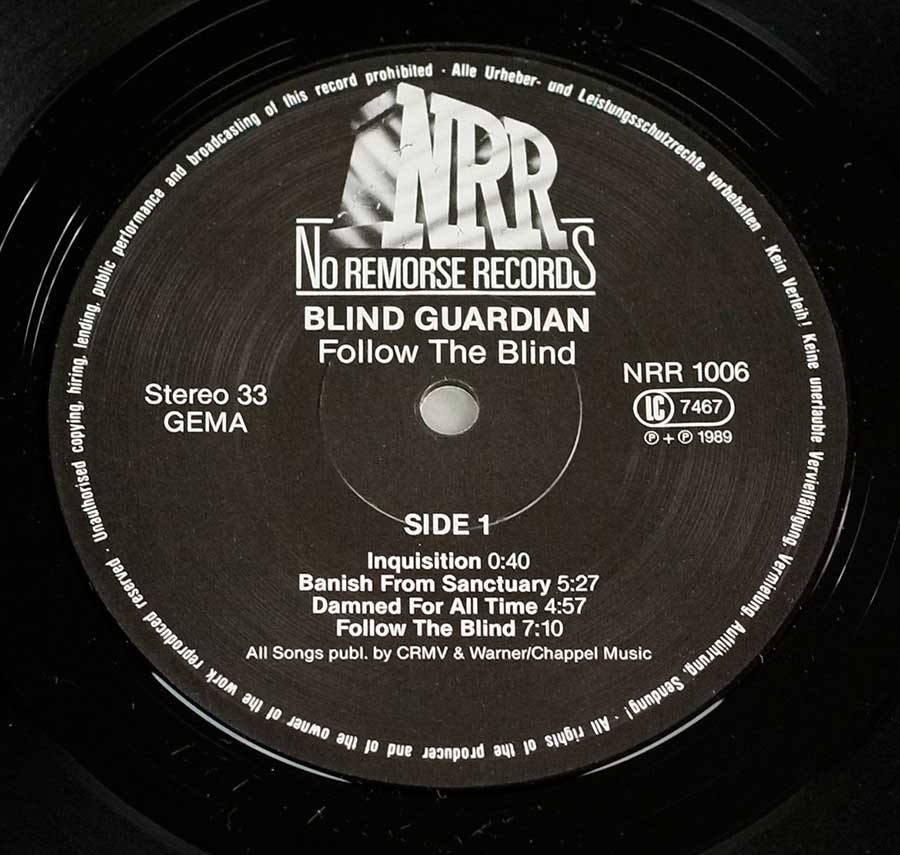 NRR
NO REMORSE RECORDS
BLIND GUARDIAN
Follow The Blind
Stereo 33
GEMA
NRR 1006
LC 7467
Ⓟ + Ⓟ 1989
SIDE 1
Inquisition 0:40
Banish From Sanctuary 5:27
Damned For All Time 4:57
Follow The Blind 7:10
All Songs publ. by CRMV & Warner/Chappel Music
· Alle Urheber- und Leistungsschutzrechte vorbehalten · Kein Verleih! Keine unerlaubte Vervielfältigung, Vermietung Aufführung, Sendung! · All rights of the producer and of the owner of the work reproduced reserved · Unauthorised copying, hiring, lending, public performance and broadcasting of this record prohibited